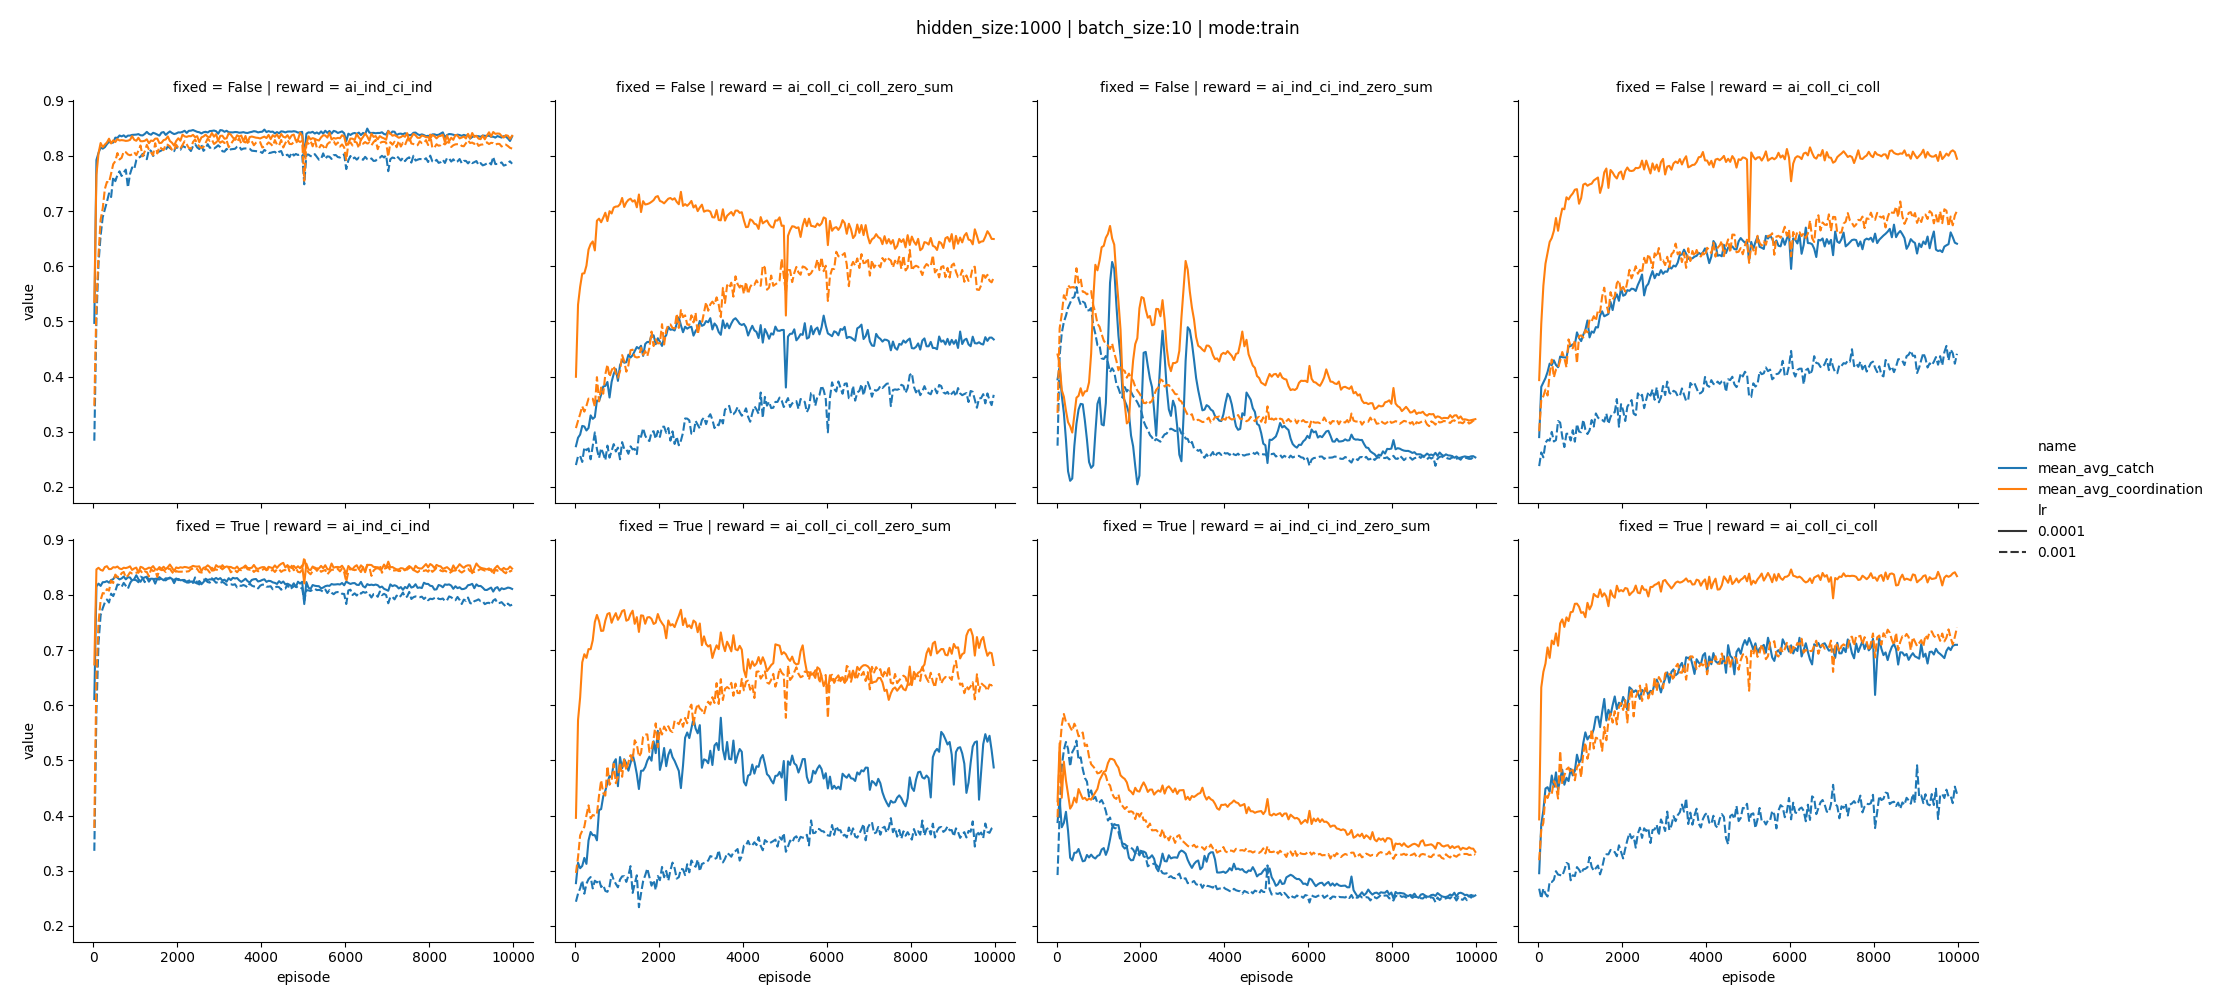 hidden_size:1000 | batch_size:10 | mode:train
fixed = False | reward = ai_ind_ci_ind
fixed = False | reward = ai_coll_ci_coll_zero_sum
fixed = False | reward = ai_ind_ci_ind_zero_sum
fixed = False | reward = ai_coll_ci_coll
0.9
0.8
0.7
0.6
0.5
0.4
0.3
0.2
value
name
mean_avg_catch
mean_avg_coordination
lr
0.0001
0.001
fixed = True | reward = ai_ind_ci_ind
fixed = True | reward = ai_coll_ci_coll_zero_sum
fixed = True | reward = ai_ind_ci_ind_zero_sum
fixed = True | reward = ai_coll_ci_coll
0.9
0.8
0.7
0.6
0.5
0.4
0.3
0.2
value
0 2000 4000 6000 8000 10000
0 2000 4000 6000 8000 10000
0 2000 4000 6000 8000 10000
0 2000 4000 6000 8000 10000
episode
episode
episode
episode